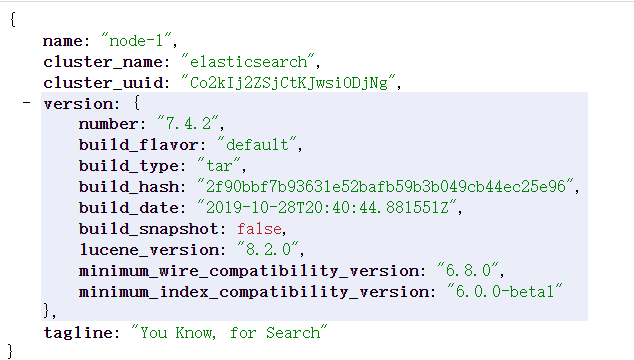 {
name: "node-1",
cluster_name: "elasticsearch",
cluster_uuid: "Co2kIj2ZSjCtKJwsiODjNg",
- version: {
number: "7.4.2",
build_flavor: "default",
build_type: "tar",
build_hash: "2f90bbf7b93631e52bafb59b3b049cb44ec25e96",
build_date: "2019-10-28T20:40:44.881551Z",
build_snapshot: false,
lucene_version: "8.2.0",
minimum_wire_compatibility_version: "6.8.0",
minimum_index_compatibility_version: "6.0.0-beta1"
},
tagline: "You Know, for Search"
}